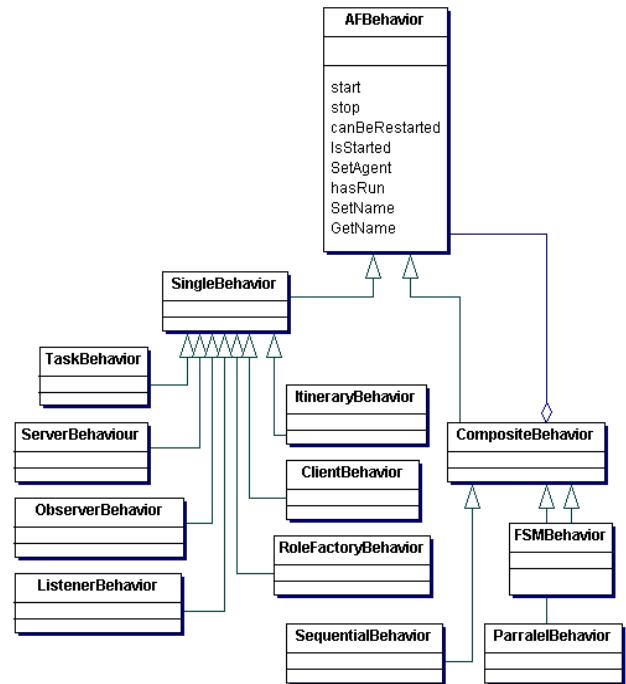 AFBehavior
start
stop
canBeRestarted
IsStarted
SetAgent
hasRun
SetName
GetName
SingleBehavior
TaskBehavior
ItineraryBehavior
ServerBehaviour
CompositeBehavior
ClientBehavior
ObserverBehavior
FSMBehavior
RoleFactoryBehavior
ListenerBehavior
SequentialBehavior
ParralelBehavior